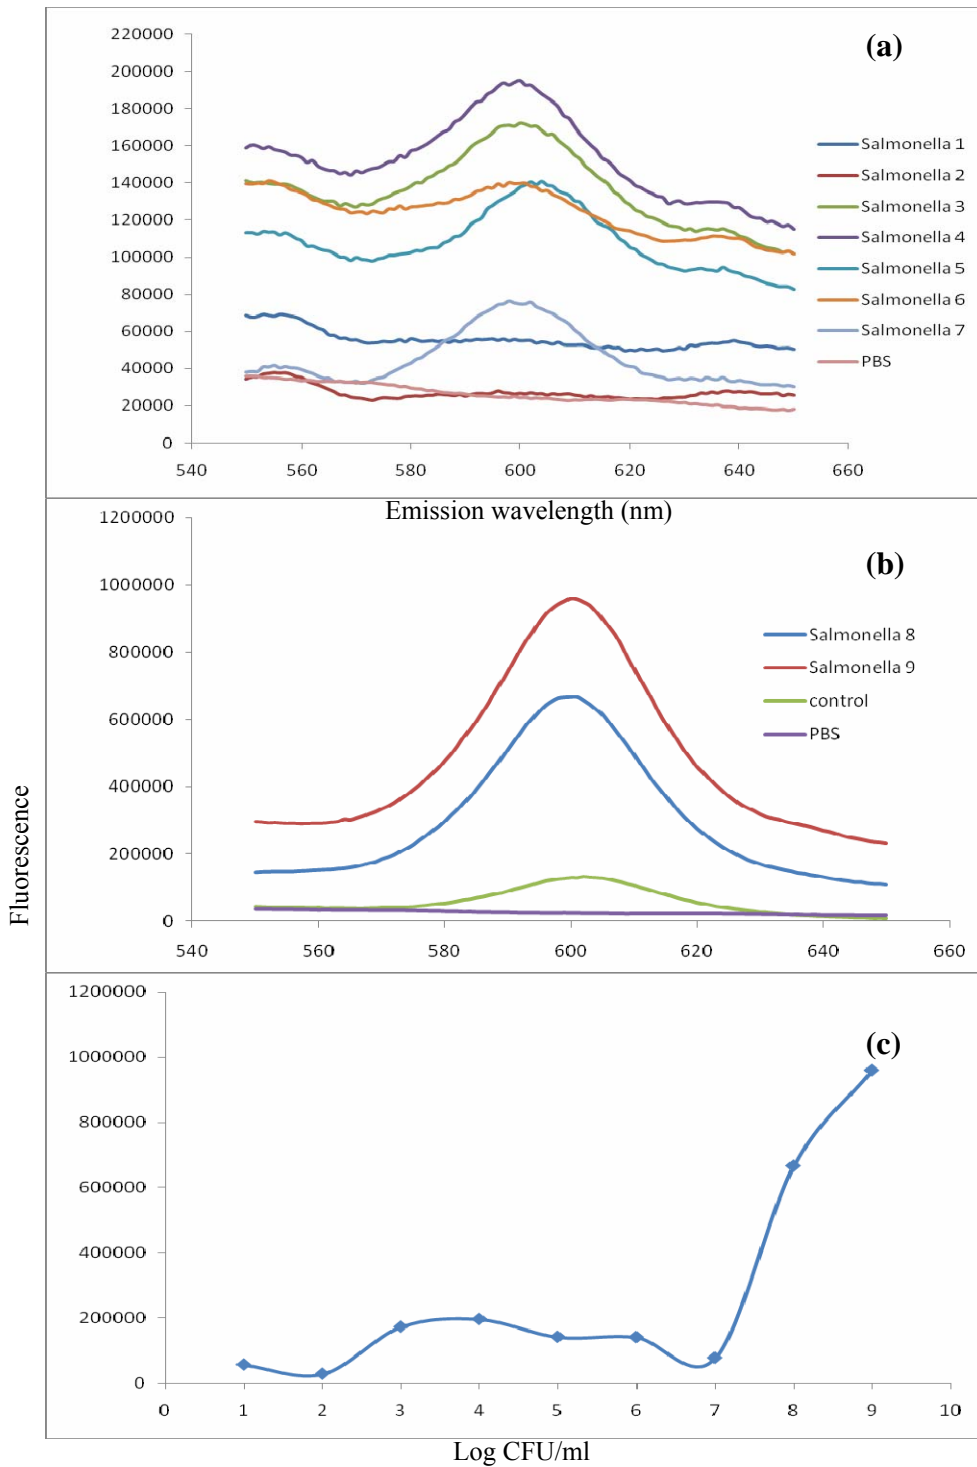 (a)
220000
200000
180000
160000
140000
120000
100000
80000
60000
40000
20000
0
540 560 580 600 620 640 660
Salmonella 1
Salmonella 2
Salmonella 3
Salmonella 4
Salmonella 5
Salmonella 6
Salmonella 7
PBS
Emission wavelength (nm)
(b)
1200000
1000000
800000
600000
400000
200000
0
540 560 580 600 620 640 660
Salmonella 8
Salmonella 9
control
PBS
Fluorescence
(c)
1200000
1000000
800000
600000
400000
200000
0
0 1 2 3 4 5 6 7 8 9 10
Log CFU/ml